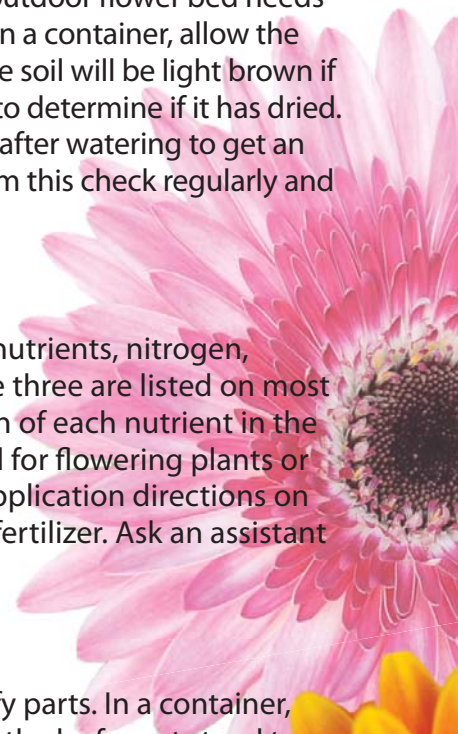 outdoor flower bed needs
n a container, allow the
e soil will be light brown if
to determine if it has dried.
after watering to get an
m this check regularly and
nutrients, nitrogen,
e three are listed on most
n of each nutrient in the
d for flowering plants or
pplication directions on
fertilizer. Ask an assistant
fy parts. In a container,